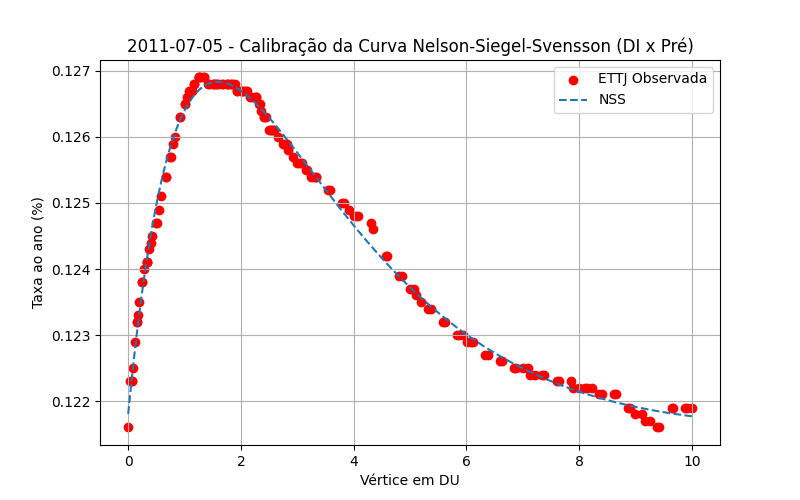 2011-07-05 - Calibração da Curva Nelson-Siegel-Svensson (DI x Pré)
ETTJ Observada
NSS
Taxa ao ano (%)
0.127
0.126
0.125
0.124
0.123
0.122
0 2 4 6 8 10
Vértice em DU